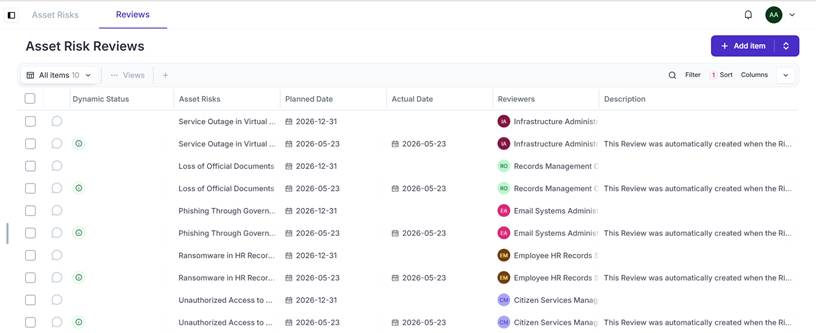 Asset Risks Reviews AA
Asset Risk Reviews + Add item
All items 10 Views + Filter 1 Sort Columns
Dynamic Status Asset Risks Planned Date Actual Date Reviewers Description
Service Outage in Virtual ... 2026-12-31 IA Infrastructure Administ
Service Outage in Virtual ... 2026-05-23 2026-05-23 IA Infrastructure Administ This Review was automatically created when the Ri...
Loss of Official Documents 2026-12-31 RO Records Management
Loss of Official Documents 2026-05-23 2026-05-23 RO Records Management This Review was automatically created when the Ri...
Phishing Through Govern... 2026-12-31 EA Email Systems Adminis
Phishing Through Govern... 2026-05-23 2026-05-23 EA Email Systems Adminis This Review was automatically created when the Ri...
Ransomware in HR Recor... 2026-12-31 EM Employee HR Records
Ransomware in HR Recor... 2026-05-23 2026-05-23 EM Employee HR Records This Review was automatically created when the Ri...
Unauthorized Access to ... 2026-12-31 CM Citizen Services Manag
Unauthorized Access to ... 2026-05-23 2026-05-23 CM Citizen Services Manag This Review was automatically created when the Ri...